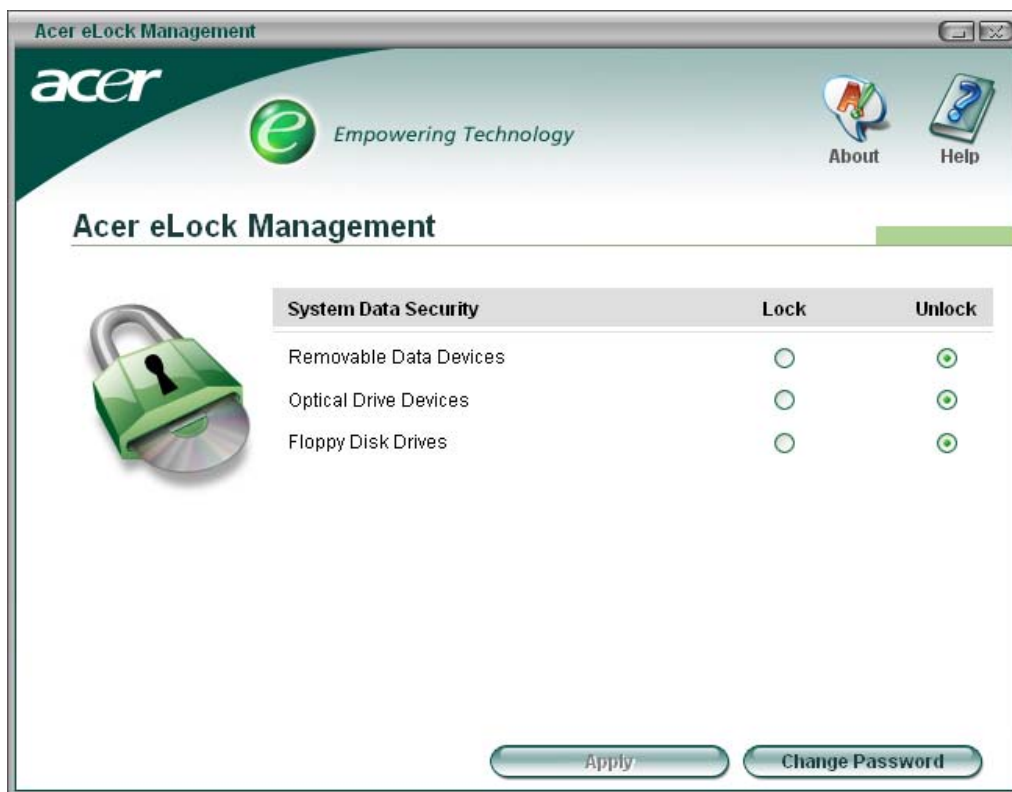 Acer eLock Management
acer
e Empowering Technology
About Help
Acer eLock Management
System Data Security Lock Unlock
Removable Data Devices
Optical Drive Devices
Floppy Disk Drives
Apply Change Password